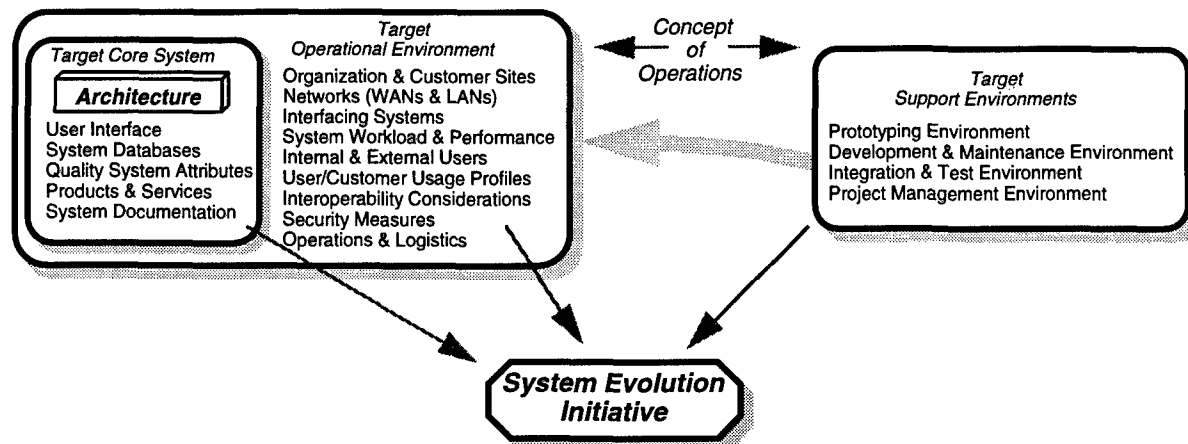 Target
Operational Environment
Target Core System
Architecture
User Interface
System Databases
Quality System Attributes
Products & Services
System Documentation
Organization & Customer Sites
Networks (WANs & LANs)
Interfacing Systems
System Workload & Performance
Internal & External Users
User/Customer Usage Profiles
Interoperability Considerations
Security Measures
Operations & Logistics
Concept
of
Operations
Target
Support Environments
Prototyping Environment
Development & Maintenance Environment
Integration & Test Environment
Project Management Environment
System Evolution
Initiative